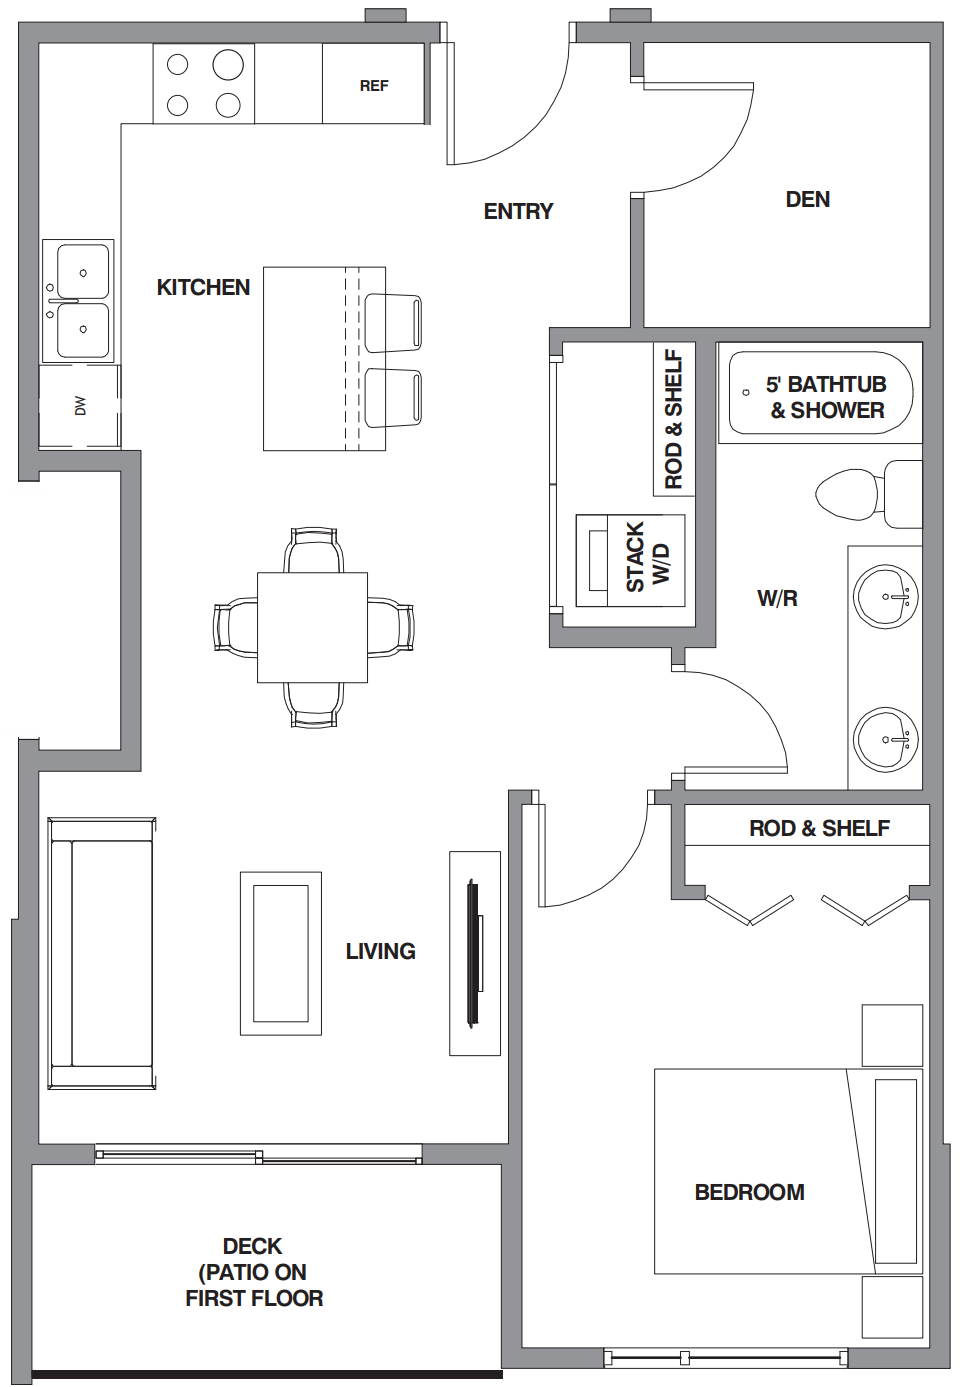 REF
ENTRY
DEN
KITCHEN
DW
ROD & SHELF
5' BATHTUB
& SHOWER
STACK
W/D
W/R
ROD & SHELF
LIVING
BEDROOM
DECK
(PATIO ON
FIRST FLOOR